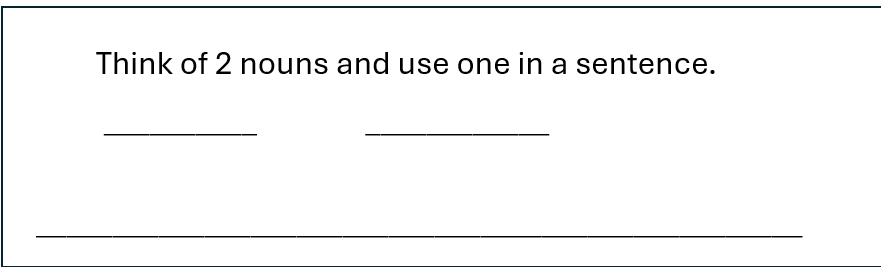 Think of 2 nouns and use one in a sentence.